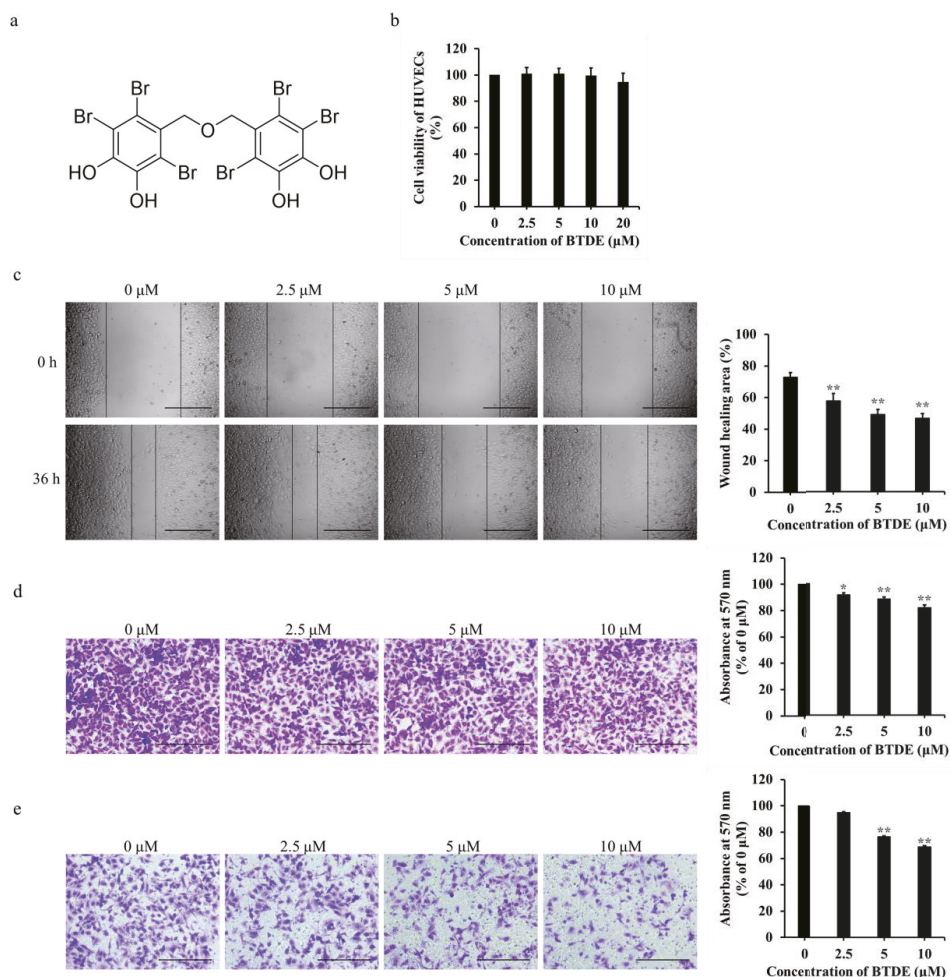 a
Br
Br
Br
HO
OH
O
Br
Br
Br
OH
OH
b
Cell viability of HUVECs
(%)
120
100
80
60
40
20
0
0 2.5 5 10 20
Concentration of BTDE (µM)
c
0 µM 2.5 µM 5 µM 10 µM
0 h
36 h
Wound healing area (%)
100
80
60
40
20
0
** ** **
0 2.5 5 10
Concentration of BTDE (µM)
d
0 µM 2.5 µM 5 µM 10 µM
Absorbance at 570 nm
(% of 0 µM)
120
100
80
60
40
20
0
* ** **
0 2.5 5 10
Concentration of BTDE (µM)
e
0 µM 2.5 µM 5 µM 10 µM
Absorbance at 570 nm
(% of 0 µM)
120
100
80
60
40
20
0
** **
0 2.5 5 10
Concentration of BTDE (µM)